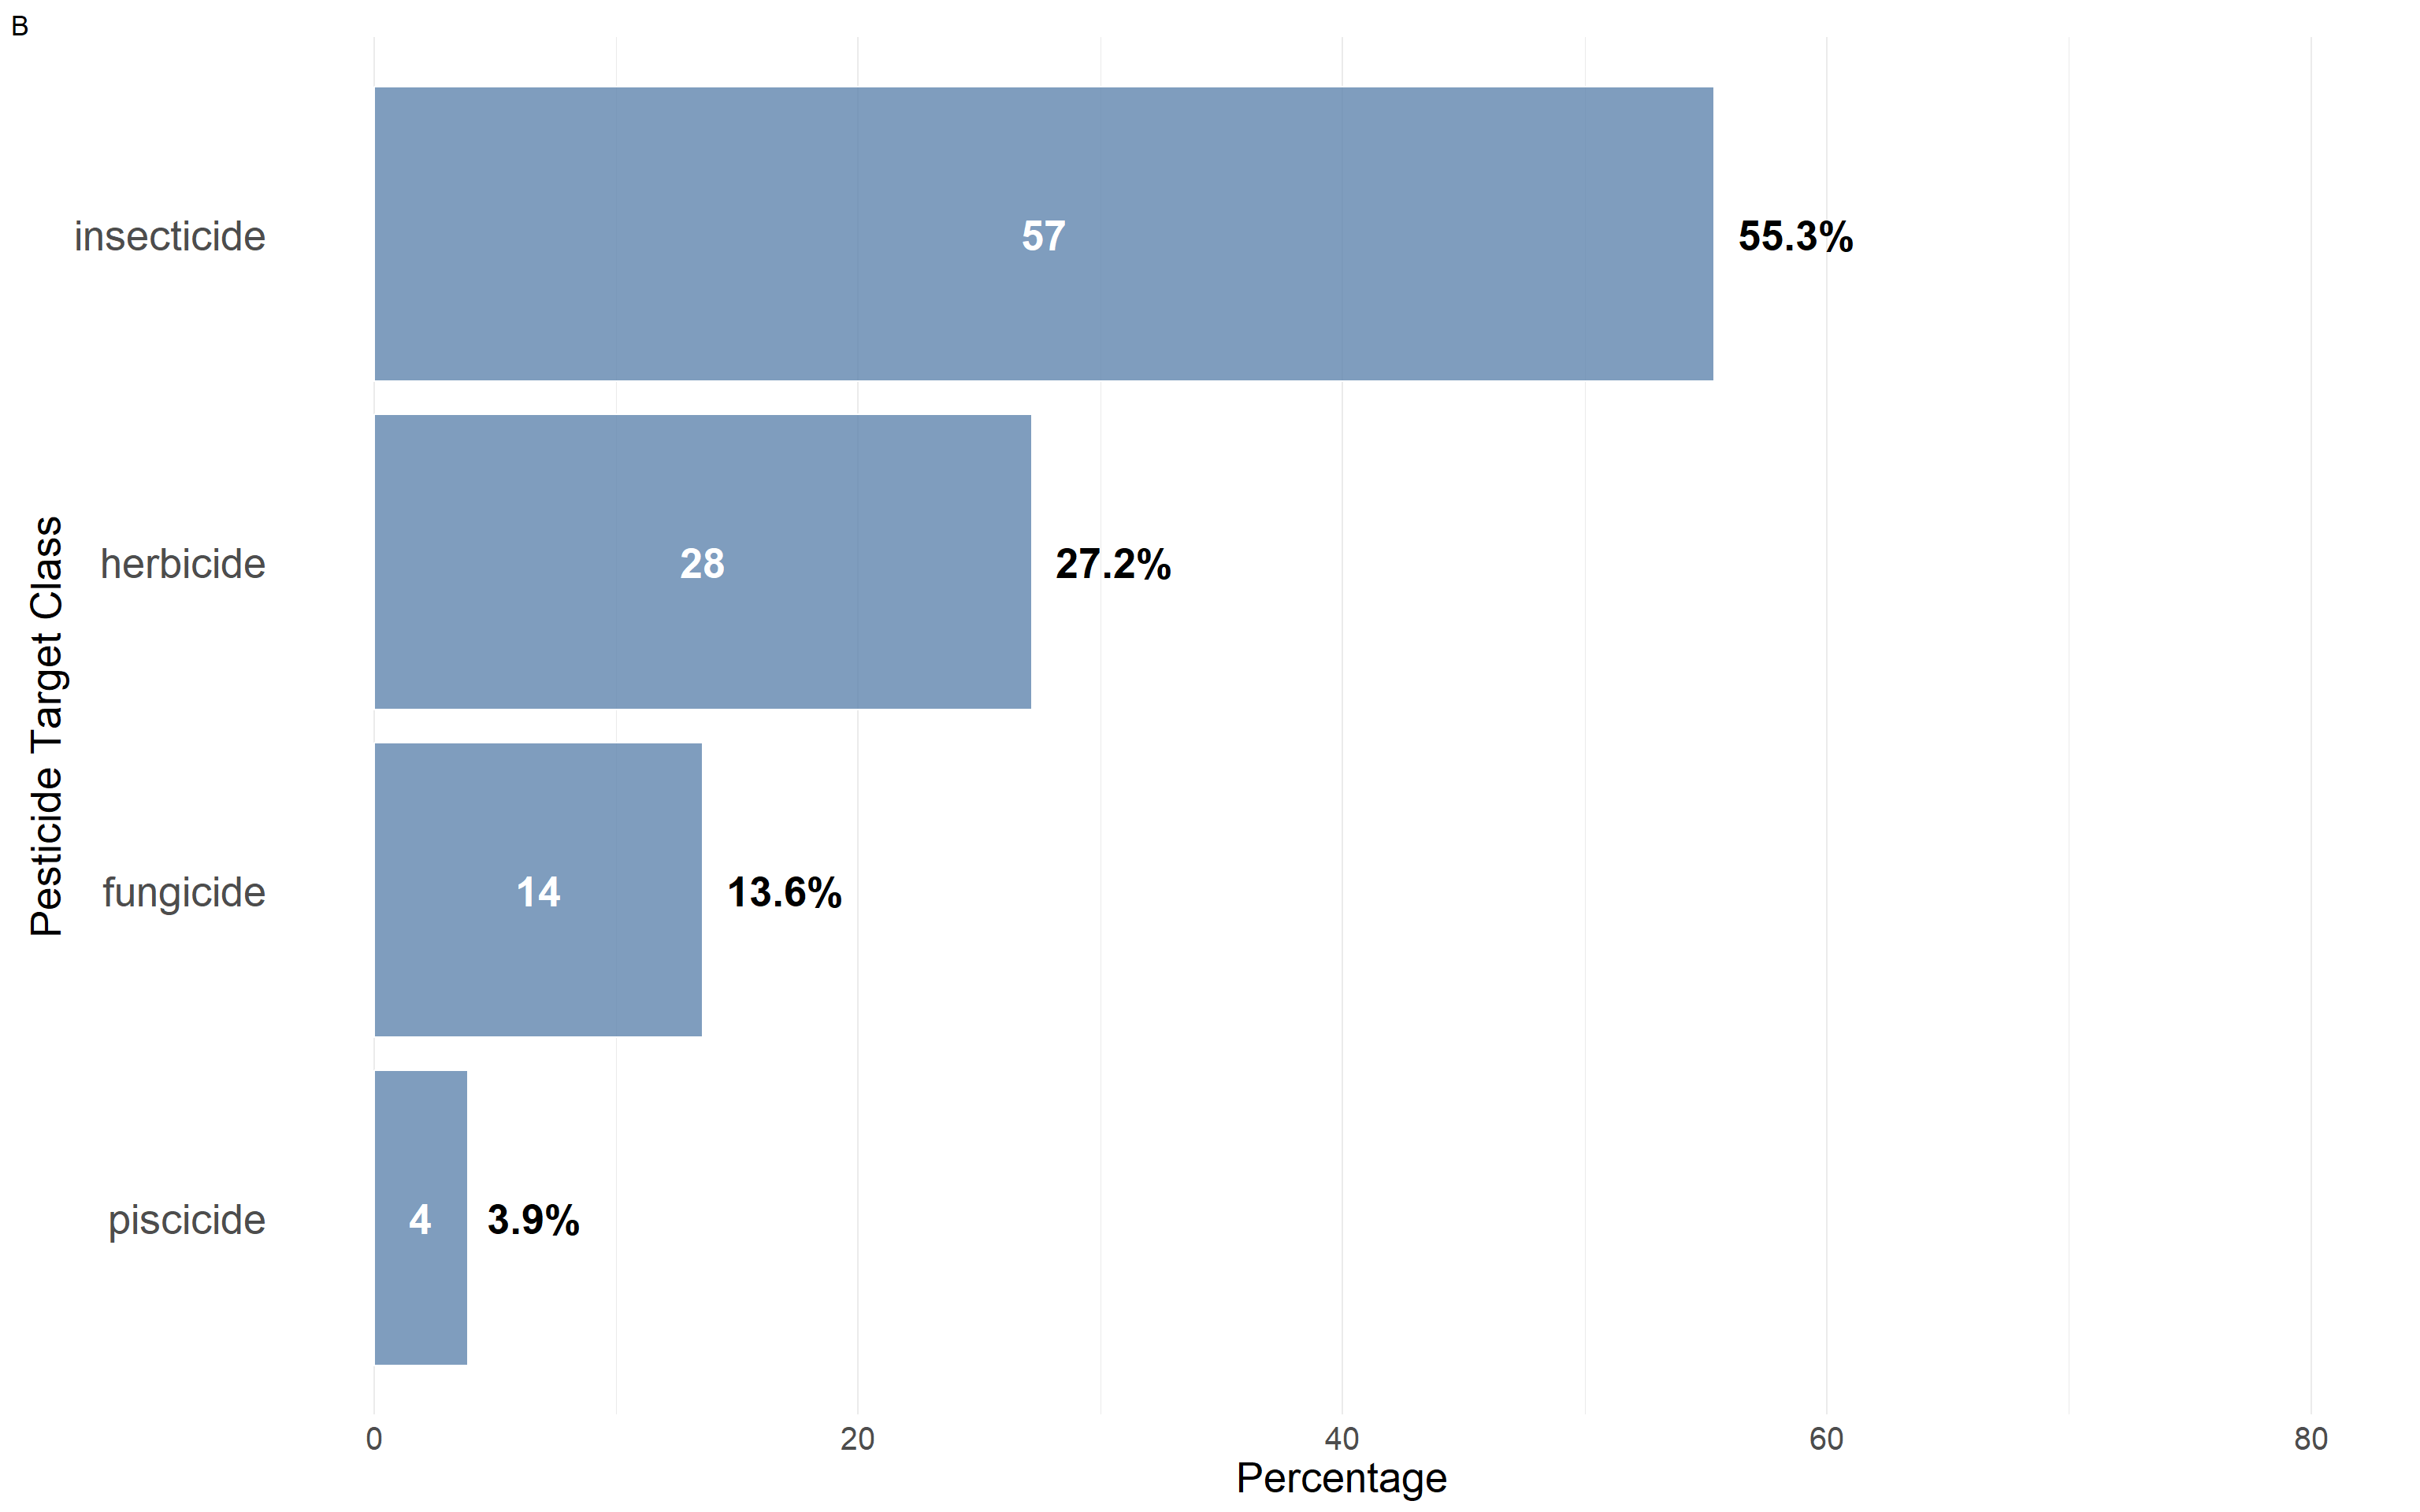 B
insecticide
57
55.3%
herbicide
28
27.2%
fungicide
14
13.6%
piscicide
4
3.9%
Pesticide Target Class
0 20 40 60 80
Percentage